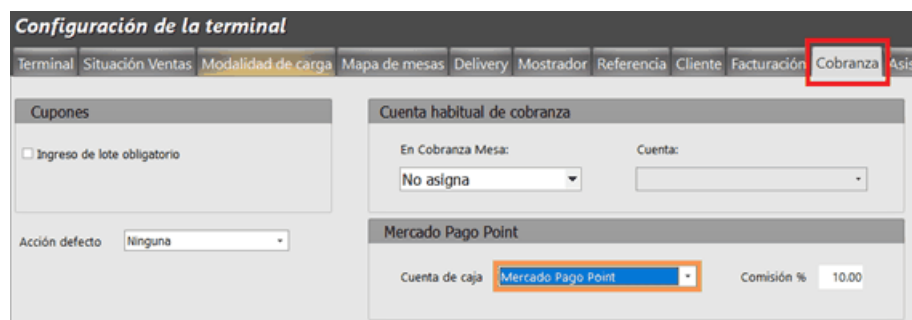 Configuración de la terminal
Terminal Situación Ventas Modalidad de carga Mapa de mesas Delivery Mostrador Referencia Cliente Facturación Cobranza Asis
Cupones
Ingreso de lote obligatorio
Acción defecto Ninguna
Cuenta habitual de cobranza
En Cobranza Mesa: Cuenta:
No asigna
Mercado Pago Point
Cuenta de caja Mercado Pago Point Comisión % 10.00